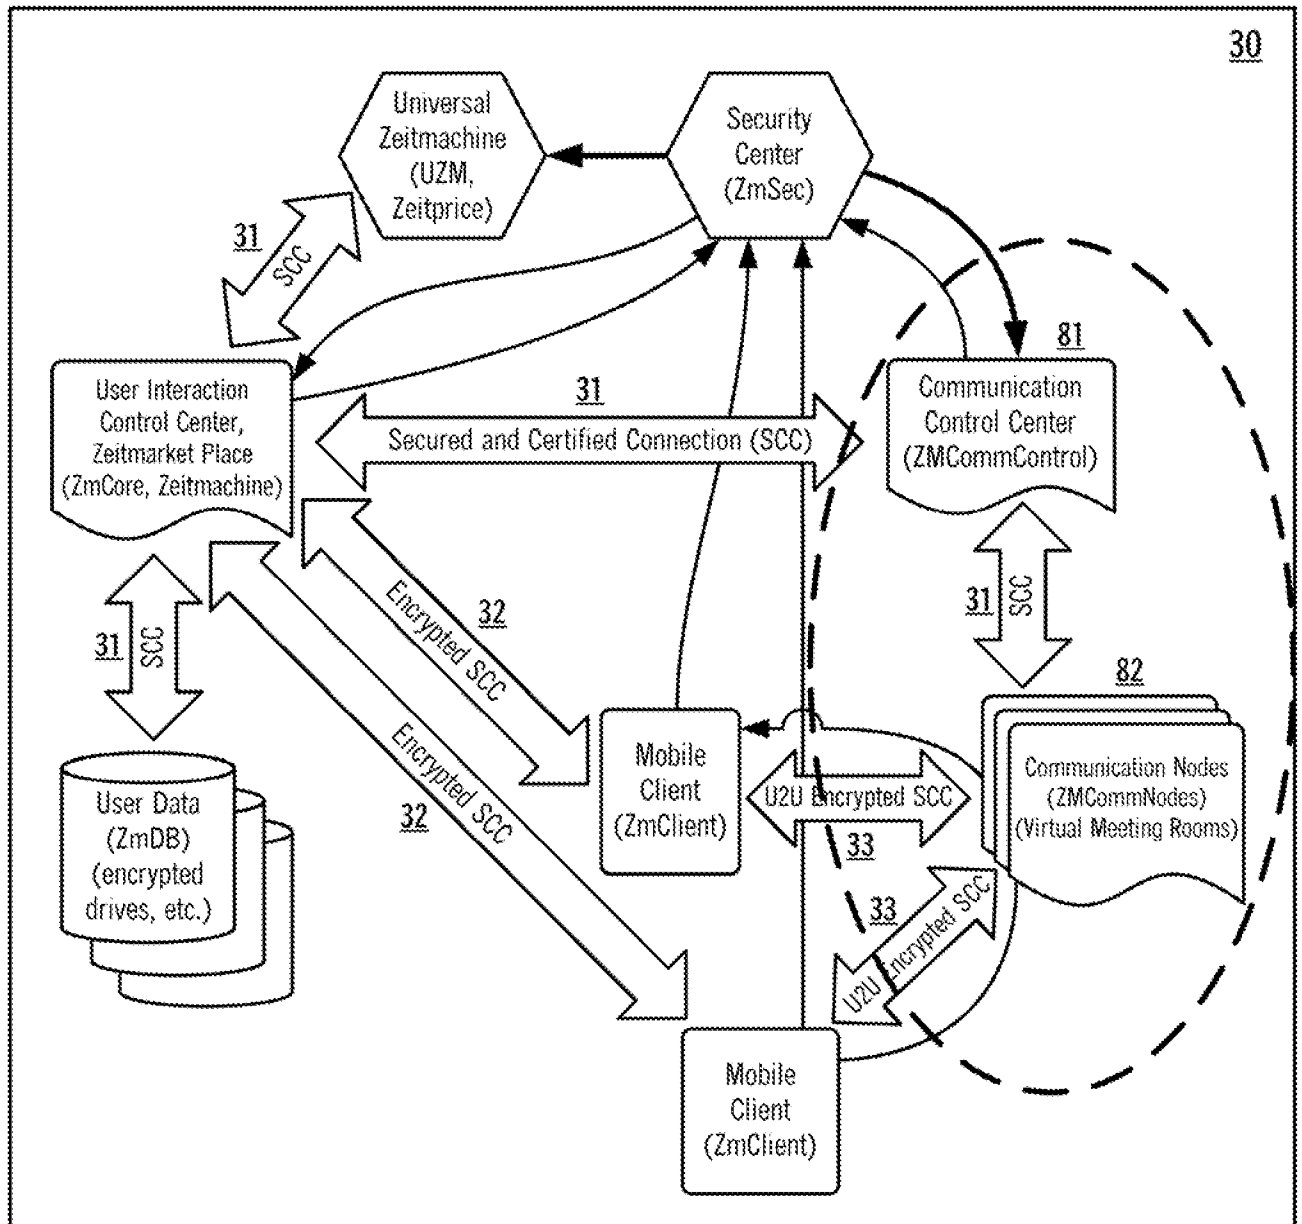 30
Universal
Zeitmachine
(UZM,
Zeitprice)
Security
Center
(ZmSec)
31
SCC
81
User Interaction
Control Center,
Zeitmarket Place
(ZmCore, Zeitmachine)
31
Secured and Certified Connection (SCC)
Communication
Control Center
(ZMCommControl)
31
SCC
32
Encrypted SCC
31
SCC
82
Encrypted SCC
32
Mobile
Client
(ZmClient)
U2U Encrypted SCC
33
Communication Nodes
(ZMCommNodes)
(Virtual Meeting Rooms)
User Data
(ZmDB)
(encrypted
drives, etc.)
33
U2U Encrypted SCC
Mobile
Client
(ZmClient)